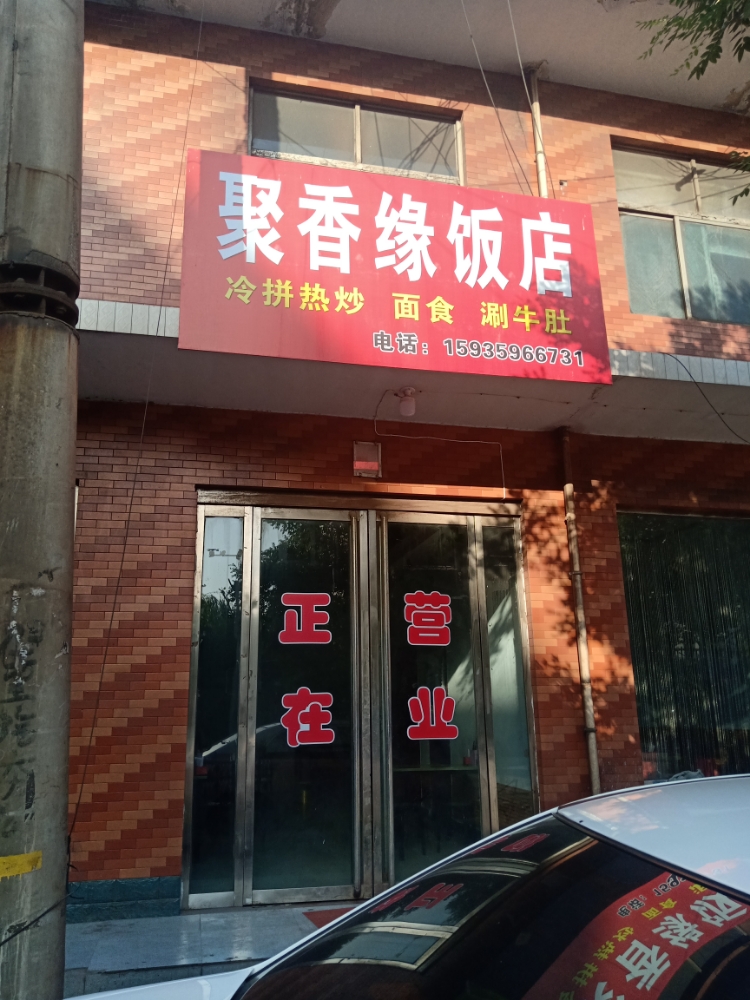 聚香缘饭店
冷拼热炒 面食 涮牛肚
电话：15935966731
正 营
在 业